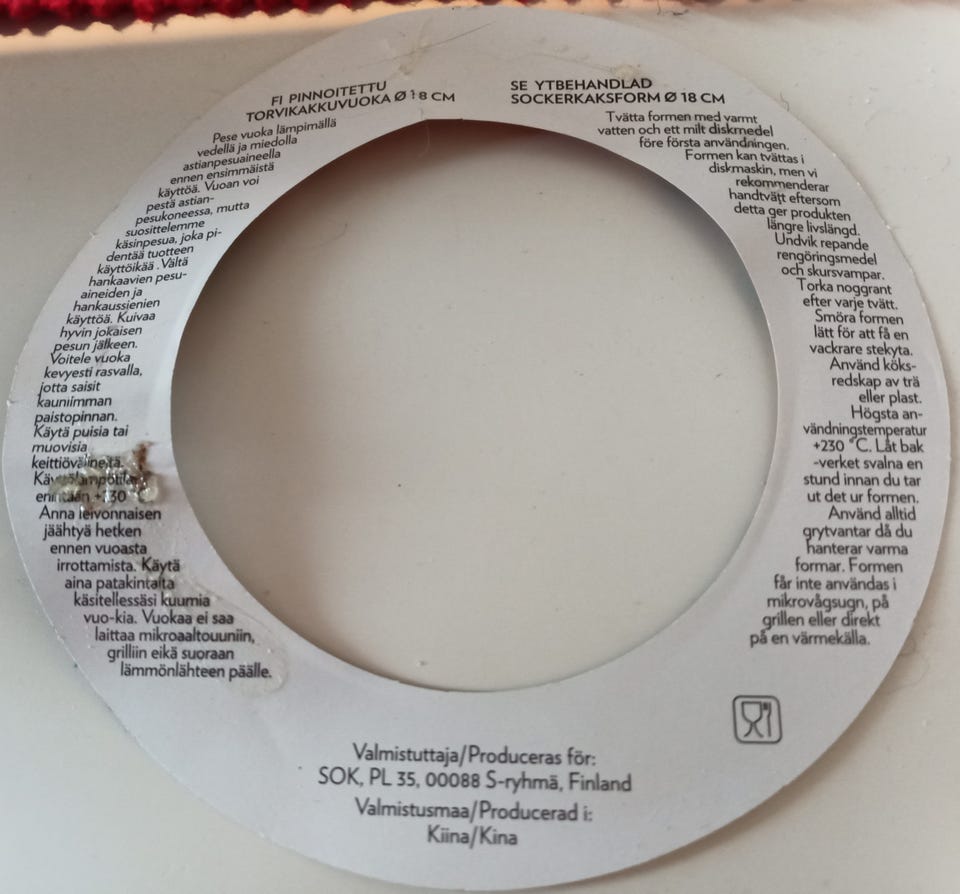 FI PINNOITETTU
TORVIKAKKUVUOKA Ø 18 CM
Pese vuoka lämpimällä
vedellä ja miedolla
astianpesuaineella
ennen ensimmäistä
käyttöä. Vuoan voi
pestä astian-
pesukoneessa, mutta
suosittelemme
käsinpesua, joka pi-
dentää tuotteen
käyttöikää . Vältä
hankaavien pesu-
aineiden ja
hankaussienien
käyttöä. Kuivaa
hyvin jokaisen
pesun jälkeen.
Voitele vuoka
kevyesti rasvalla,
jotta saisit
kauniimman
paistopinnan.
Käytä puisia tai
muovisia
keittiövälineitä.
enintään
Anna leivonnaisen
jäähtyä hetken
ennen vuoasta
irrottamista. Käytä
aina patakintaita
käsitellessäsi kuumia
vuo-kia. Vuokaa ei saa
laittaa mikroaaltouuniin,
grilliin eikä suoraan
lämmönlähteen päälle.
SE YTBEHANDLAD
SOCKERKAKSFORM Ø 18 CM
Tvätta formen med varmt
vatten och ett milt diskmedel
före första användningen.
Formen kan tvättas i
diskmaskin, men vi
rekommenderar
handtvätt eftersom
detta ger produkten
längre livslängd.
Undvik repande
rengöringsmedel
och skursvampar.
Torka noggrant
efter varje tvätt.
Smöra formen
lätt för att få en
vackrare stekyta.
Använd köks-
redskap av trä
eller plast.
Högsta an-
vändningstemperatur
+230 °C. Låt bak
-verket svalna en
stund innan du tar
ut det ur formen.
Använd alltid
grytvantar då du
hanterar varma
formar. Formen
får inte användas i
mikrovågsugn, på
grillen eller direkt
på en värmekälla.
Valmistuttaja/Produceras för:
SOK, PL 35, 00088 S-ryhmä, Finland
Valmistusmaa/Producerad i:
Kiina/Kina